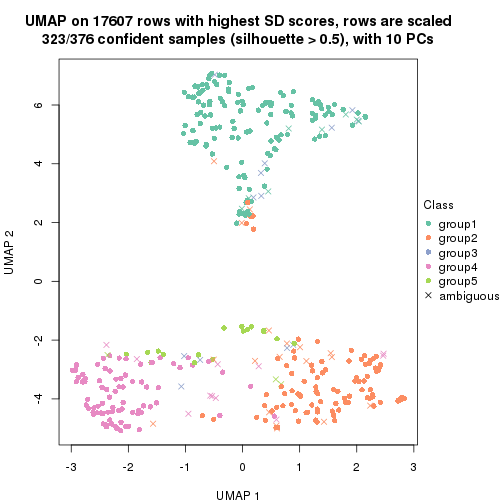 UMAP on 17607 rows with highest SD scores, rows are scaled
323/376 confident samples (silhouette > 0.5), with 10 PCs
6
4
2
0
-2
-4
UMAP 2
-3
-2
-1
0
1
2
3
UMAP 1
Class
group1
group2
group3
group4
group5
ambiguous